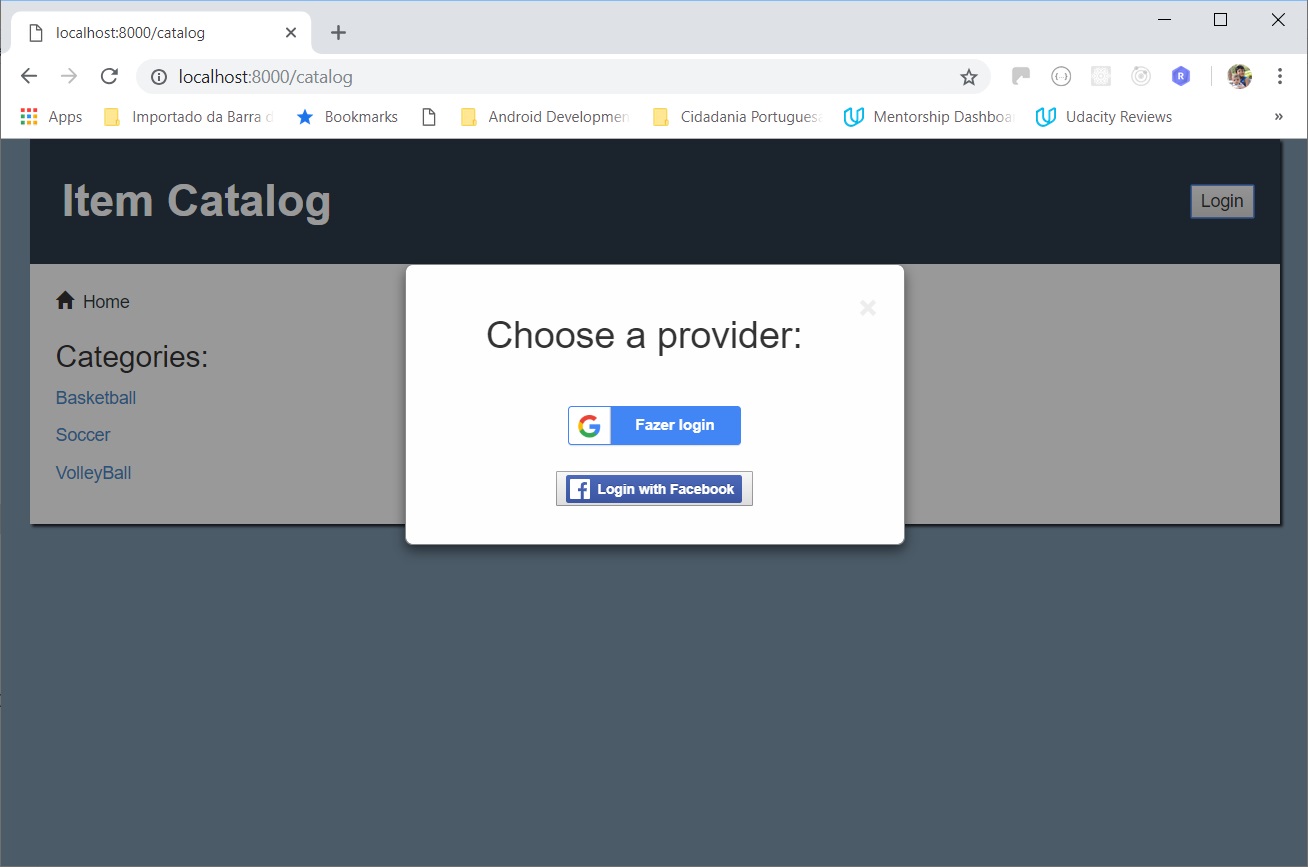 localhost:8000/catalog
localhost:8000/catalog
Apps Importado da Barra d Bookmarks Android Developmen Cidadania Portugues Mentorship Dashboa Udacity Reviews »
Item Catalog
Login
Home
Categories:
Basketball
Soccer
VolleyBall
Choose a provider:
Fazer login
Login with Facebook